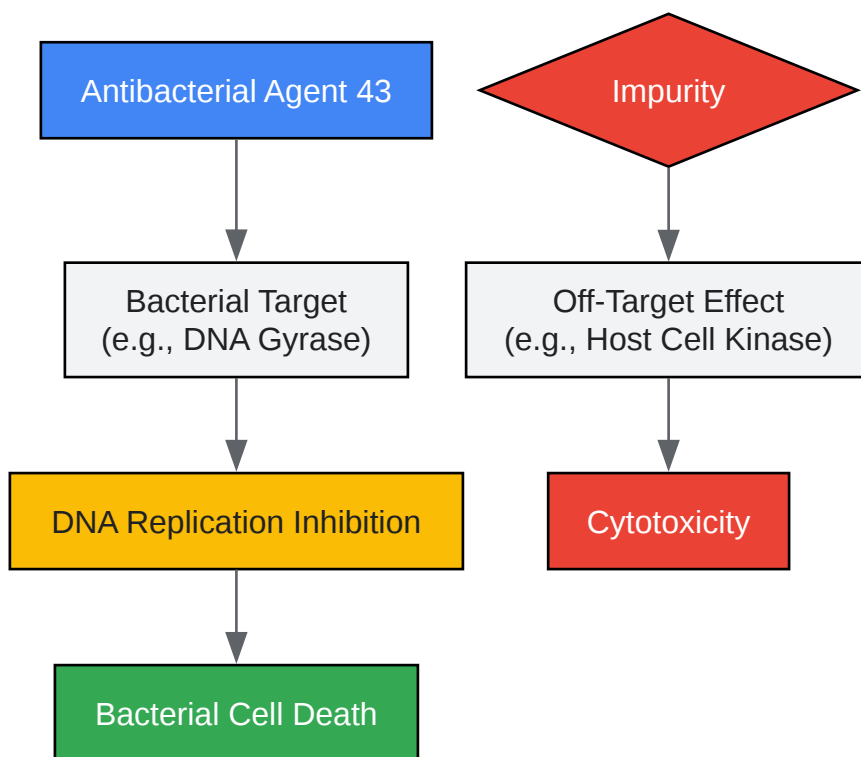 Antibacterial Agent 43
Impurity
Bacterial Target
(e.g., DNA Gyrase)
Off-Target Effect
(e.g., Host Cell Kinase)
DNA Replication Inhibition
Cytotoxicity
Bacterial Cell Death